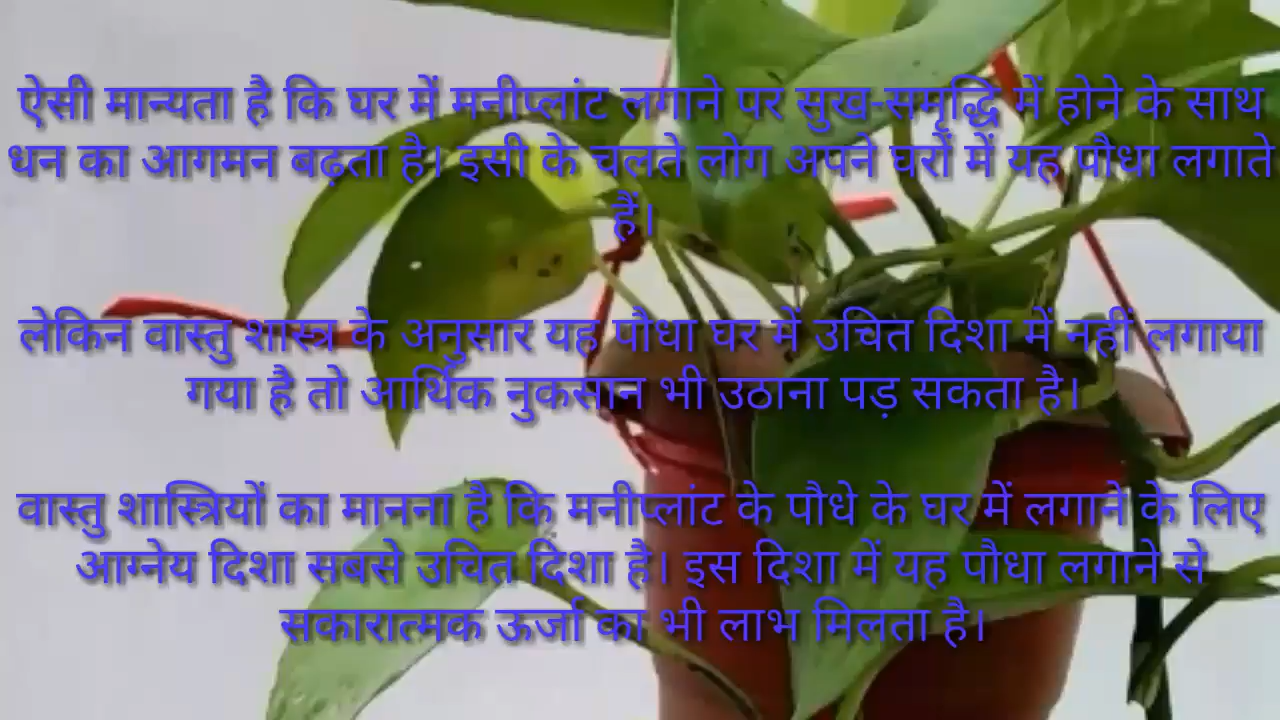 ऐसी मान्यता है कि घर में मनीप्लांट लगाने पर सुख-समृद्धि में होने के साथ
धन का आगमन बढ़ता है। इसी के चलते लोग अपने घरों में यह पौधा लगाते
हैं।
लेकिन वास्तु शास्त्र के अनुसार यह पौधा घर में उचित दिशा में नहीं लगाया
गया है तो आर्थिक नुकसान भी उठाना पड़ सकता है।
वास्तु शास्त्रियों का मानना है कि मनीप्लांट के पौधे के घर में लगाने के लिए
आग्नेय दिशा सबसे उचित दिशा है। इस दिशा में यह पौधा लगाने से
सकारात्मक ऊर्जा का भी लाभ मिलता है।